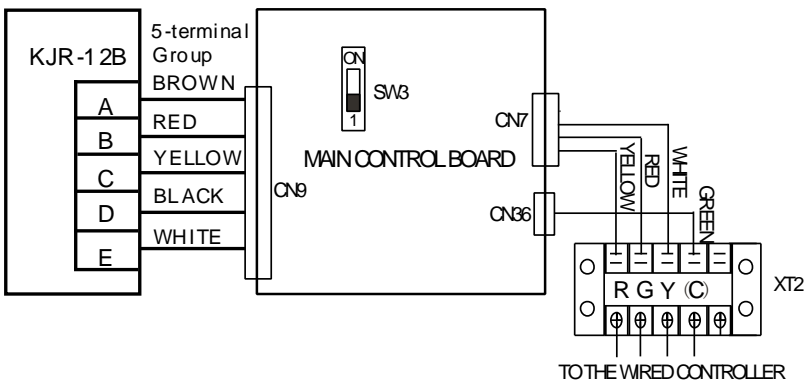 KJR-12B
5-terminal
Group
BROWN
A
RED
B
YELLOW
C
BLACK
D
WHITE
E
CN9
ON
1
SW3
MAIN CONTROL BOARD
CN7
CN36
YELLOW
RED
WHITE
GREEN
R G Y (C)
XT2
TO THE WIRED CONTROLLER